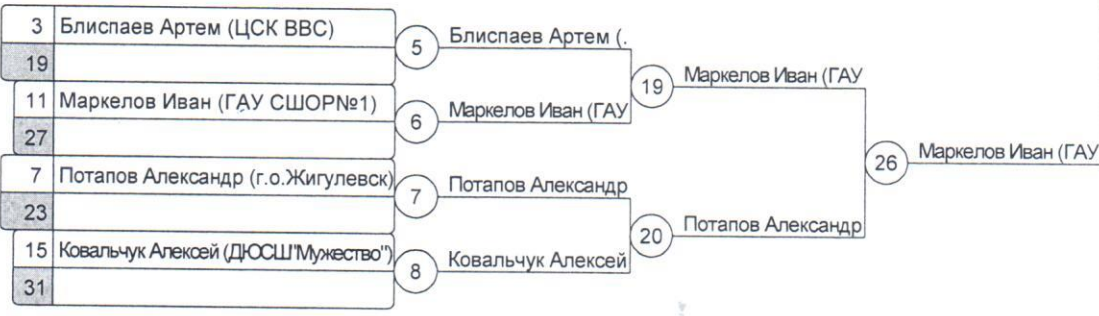 3 Блиспаев Артем (ЦСК ВВС)
19
5 Блиспаев Артем (.
11 Маркелов Иван (ГАУ СШОР№1)
27
6 Маркелов Иван (ГАУ
19 Маркелов Иван (ГАУ
7 Потапов Александр (г.о.Жигулевск)
23
7 Потапов Александр
15 Ковальчук Алексей (ДЮСШ"Мужество")
31
8 Ковальчук Алексей
20 Потапов Александр
26 Маркелов Иван (ГАУ